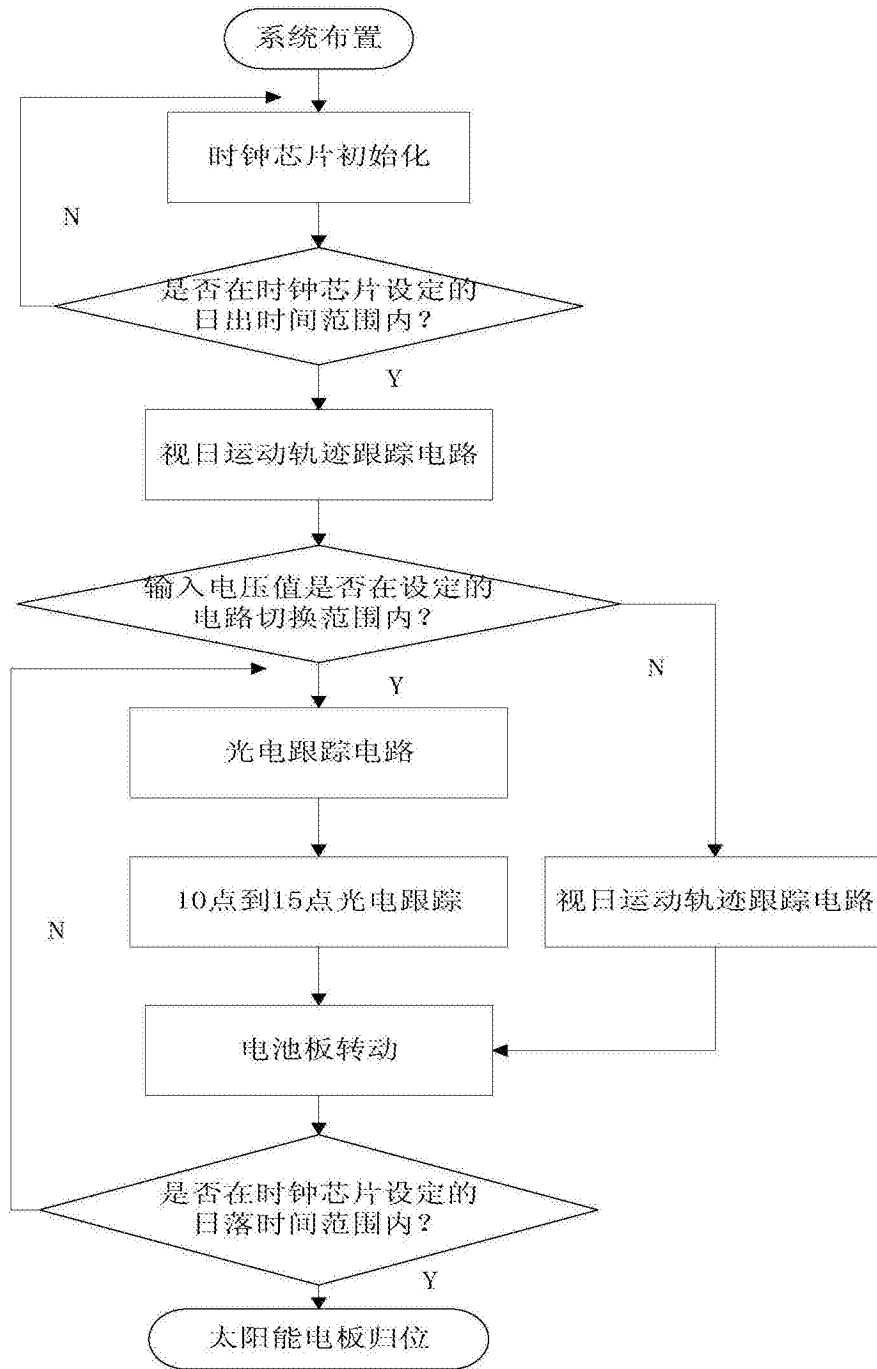 系统布置
时钟芯片初始化
N
是否在时钟芯片设定的
日出时间范围内？
Y
视日运动轨迹跟踪电路
输入电压值是否在设定的
电路切换范围内？
Y
N
光电跟踪电路
10点到15点光电跟踪
视日运动轨迹跟踪电路
N
电池板转动
是否在时钟芯片设定的
日落时间范围内？
Y
太阳能电板归位